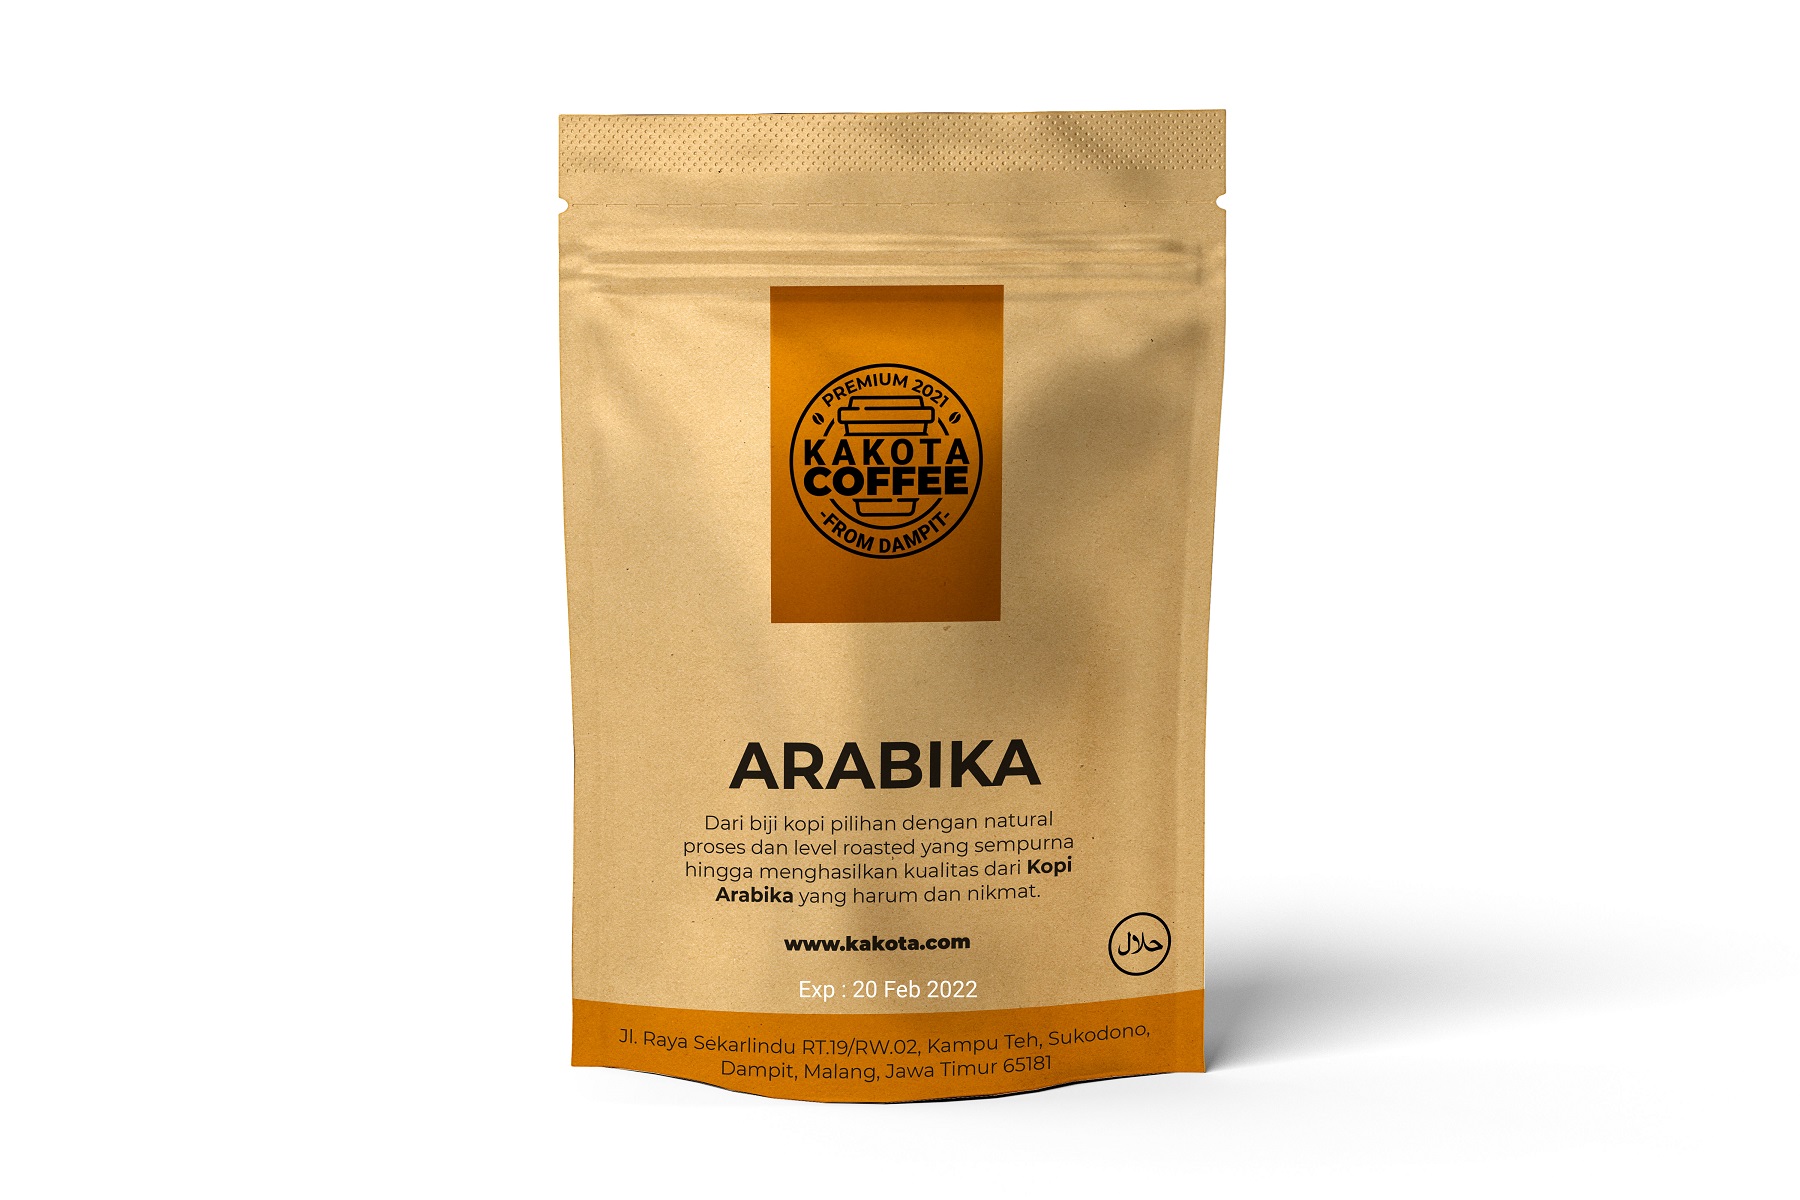 PREMIUM 2021
KAKOTA
COFFEE
-FROM DAMPIT-
ARABIKA
Dari biji kopi pilihan dengan natural
proses dan level roasted yang sempurna
hingga menghasilkan kualitas dari Kopi
Arabika yang harum dan nikmat.
www.kakota.com
حلال
Exp : 20 Feb 2022
Jl. Raya Sekarlindu RT.19/RW.02, Kampu Teh, Sukodono,
Dampit, Malang, Jawa Timur 65181